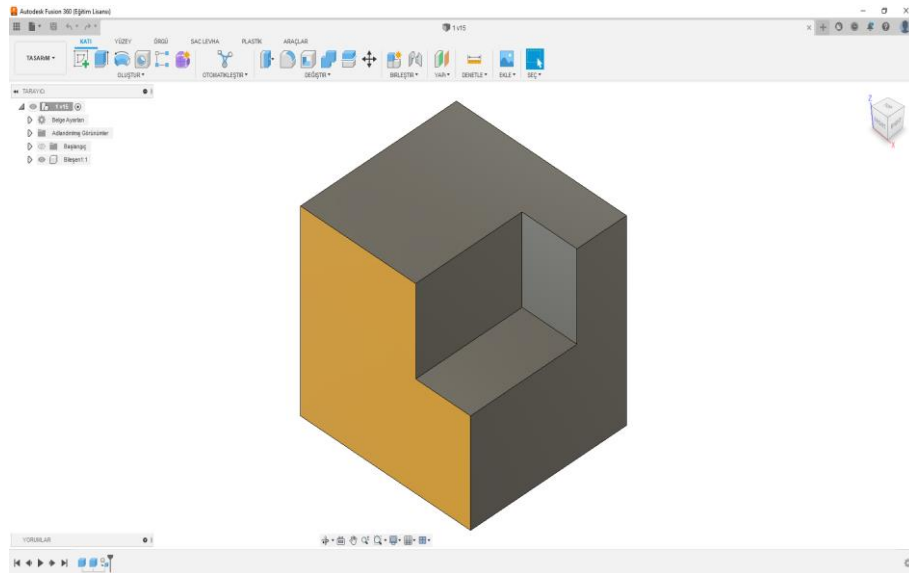 Autodesk Fusion 360 (Eğitim Lisansı)
1 v15
TASARIM
KATI YÜZEY ÖRGÜ SAC LEVHA PLASTİK ARAÇLAR
OLUŞTUR OTOMATİKLEŞTİR DEĞİŞTİR BİRLEŞTİR YAPI DENETLE EKLE SEÇ
TARAYICI
1 v15
Belge Ayarları
Adlandırılmış Görünümler
Başlangıç
Bileşen1:1
Z
X
YORUMLAR